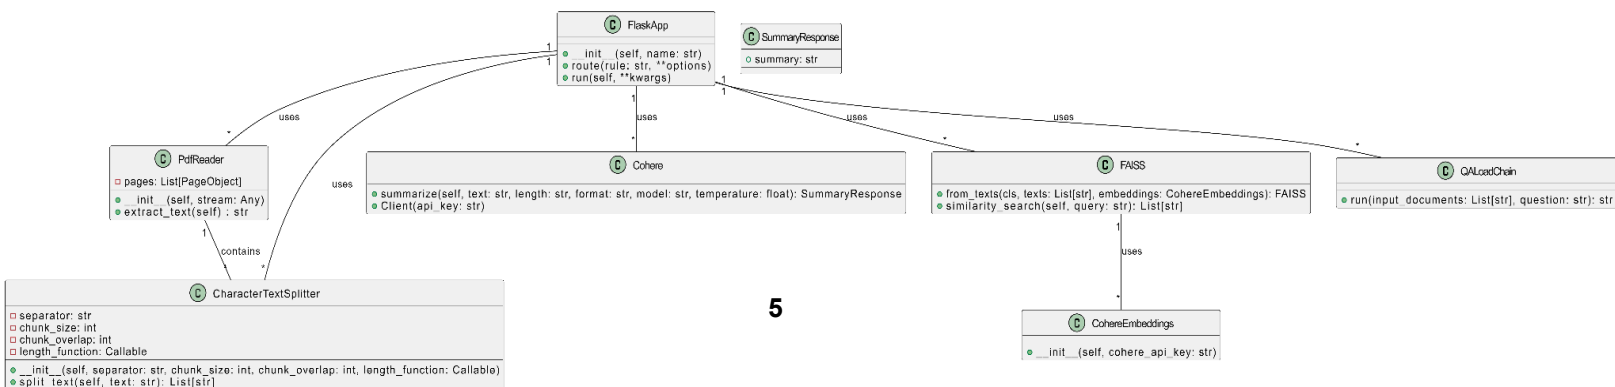 C FlaskApp
__init__(self, name: str)
route(rule: str, **options)
run(self, **kwargs)
C SummaryResponse
summary: str
1
1
1
1
1
uses
uses
uses
uses
uses
*
*
*
*
*
C PdfReader
pages: List[PageObject]
__init__(self, stream: Any)
extract_text(self) : str
C Cohere
summarize(self, text: str, length: str, format: str, model: str, temperature: float): SummaryResponse
Client(api_key: str)
C FAISS
from_texts(cls, texts: List[str], embeddings: CohereEmbeddings): FAISS
similarity_search(self, query: str): List[str]
C QALoadChain
run(input_documents: List[str], question: str): str
1
contains
1
uses
*
C CharacterTextSplitter
separator: str
chunk_size: int
chunk_overlap: int
length_function: Callable
__init__(self, separator: str, chunk_size: int, chunk_overlap: int, length_function: Callable)
split_text(self, text: str): List[str]
5
C CohereEmbeddings
__init__(self, cohere_api_key: str)